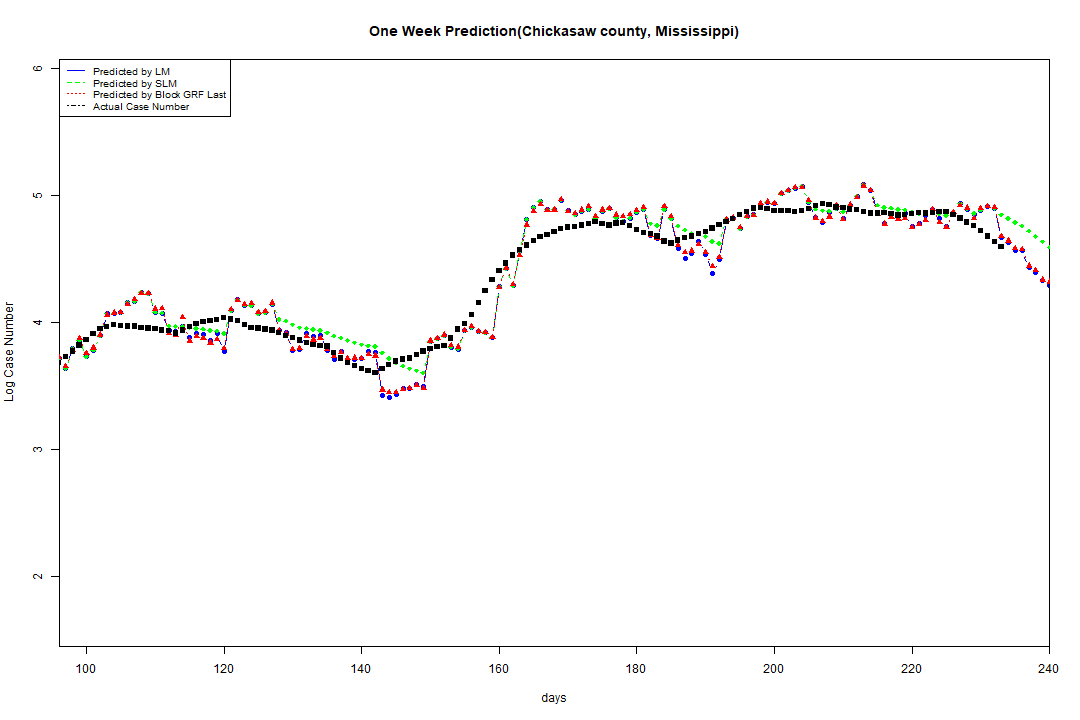 One Week Prediction(Chickasaw county, Mississippi)
Predicted by LM
Predicted by SLM
Predicted by Block GRF Last
Actual Case Number
6
5
4
3
2
Log Case Number
100 120 140 160 180 200 220 240
days